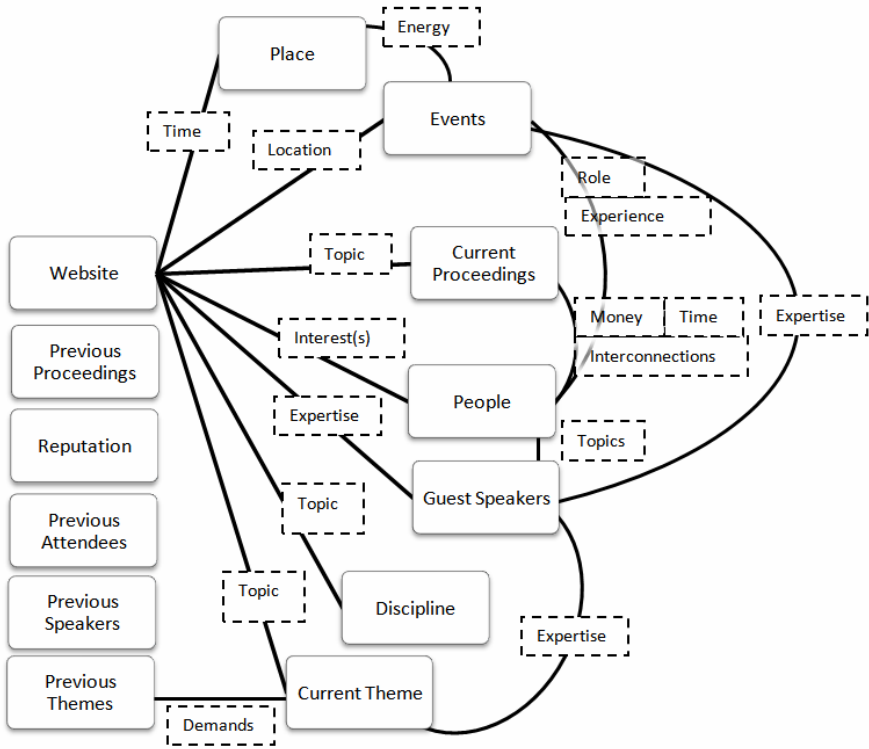 Energy
Place
Events
Time
Location
Role
Experience
Website
Topic
Current
Proceedings
Money
Time
Expertise
Interest(s)
Interconnections
Previous
Proceedings
People
Expertise
Topics
Reputation
Guest Speakers
Topic
Previous
Attendees
Topic
Discipline
Previous
Speakers
Expertise
Previous
Themes
Current Theme
Demands